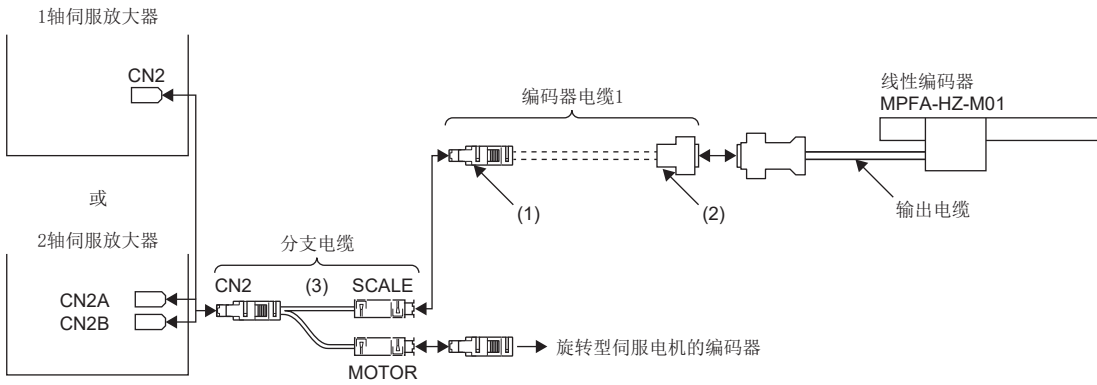 1轴伺服放大器
CN2
或
2轴伺服放大器
CN2A
CN2B
分支电缆
CN2
(3)
SCALE
MOTOR
编码器电缆1
(1)
(2)
线性编码器
MPFA-HZ-M01
输出电缆
旋转型伺服电机的编码器